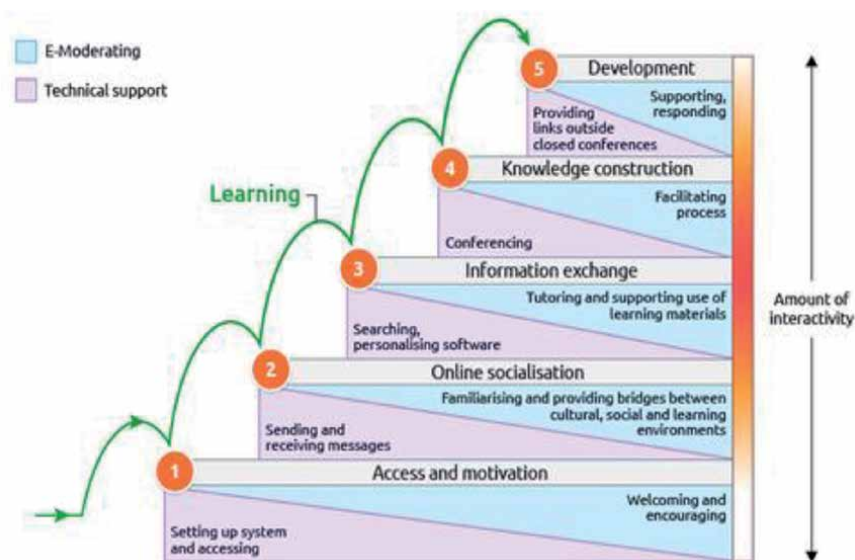 E-Moderating
Technical support
Learning
5
Development
Supporting,
responding
Providing
links outside
closed conferences
4
Knowledge construction
Facilitating
process
Conferencing
3
Information exchange
Tutoring and supporting use of
learning materials
Searching,
personalising software
2
Online socialisation
Familiarising and providing bridges between
cultural, social and learning
environments
Sending and
receiving messages
1
Access and motivation
Welcoming and
encouraging
Setting up system
and accessing
Amount of
interactivity